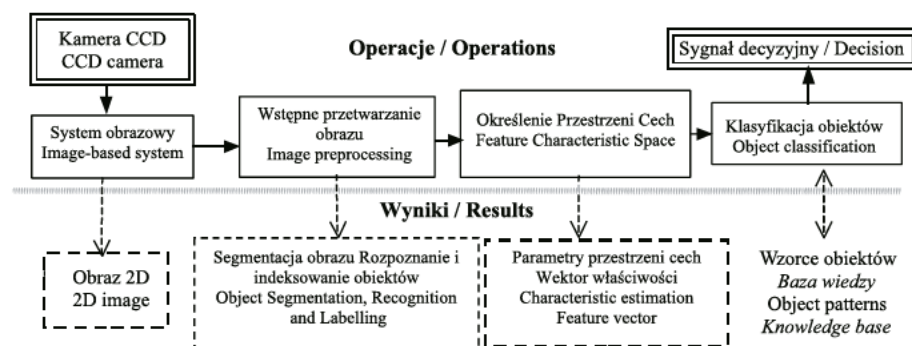 Kamera CCD
CCD camera
Operacje / Operations
Sygnał decyzyjny / Decision
System obrazowy
Image-based system
Wstępne przetwarzanie
obrazu
Image preprocessing
Określenie Przestrzeni Cech
Feature Characteristic Space
Klasyfikacja obiektów
Object classification
Wyniki / Results
Obraz 2D
2D image
Segmentacja obrazu Rozpoznanie i
indeksowanie obiektów
Object Segmentation, Recognition
and Labelling
Parametry przestrzeni cech
Wektor właściwości
Characteristic estimation
Feature vector
Wzorce obiektów
Baza wiedzy
Object patterns
Knowledge base